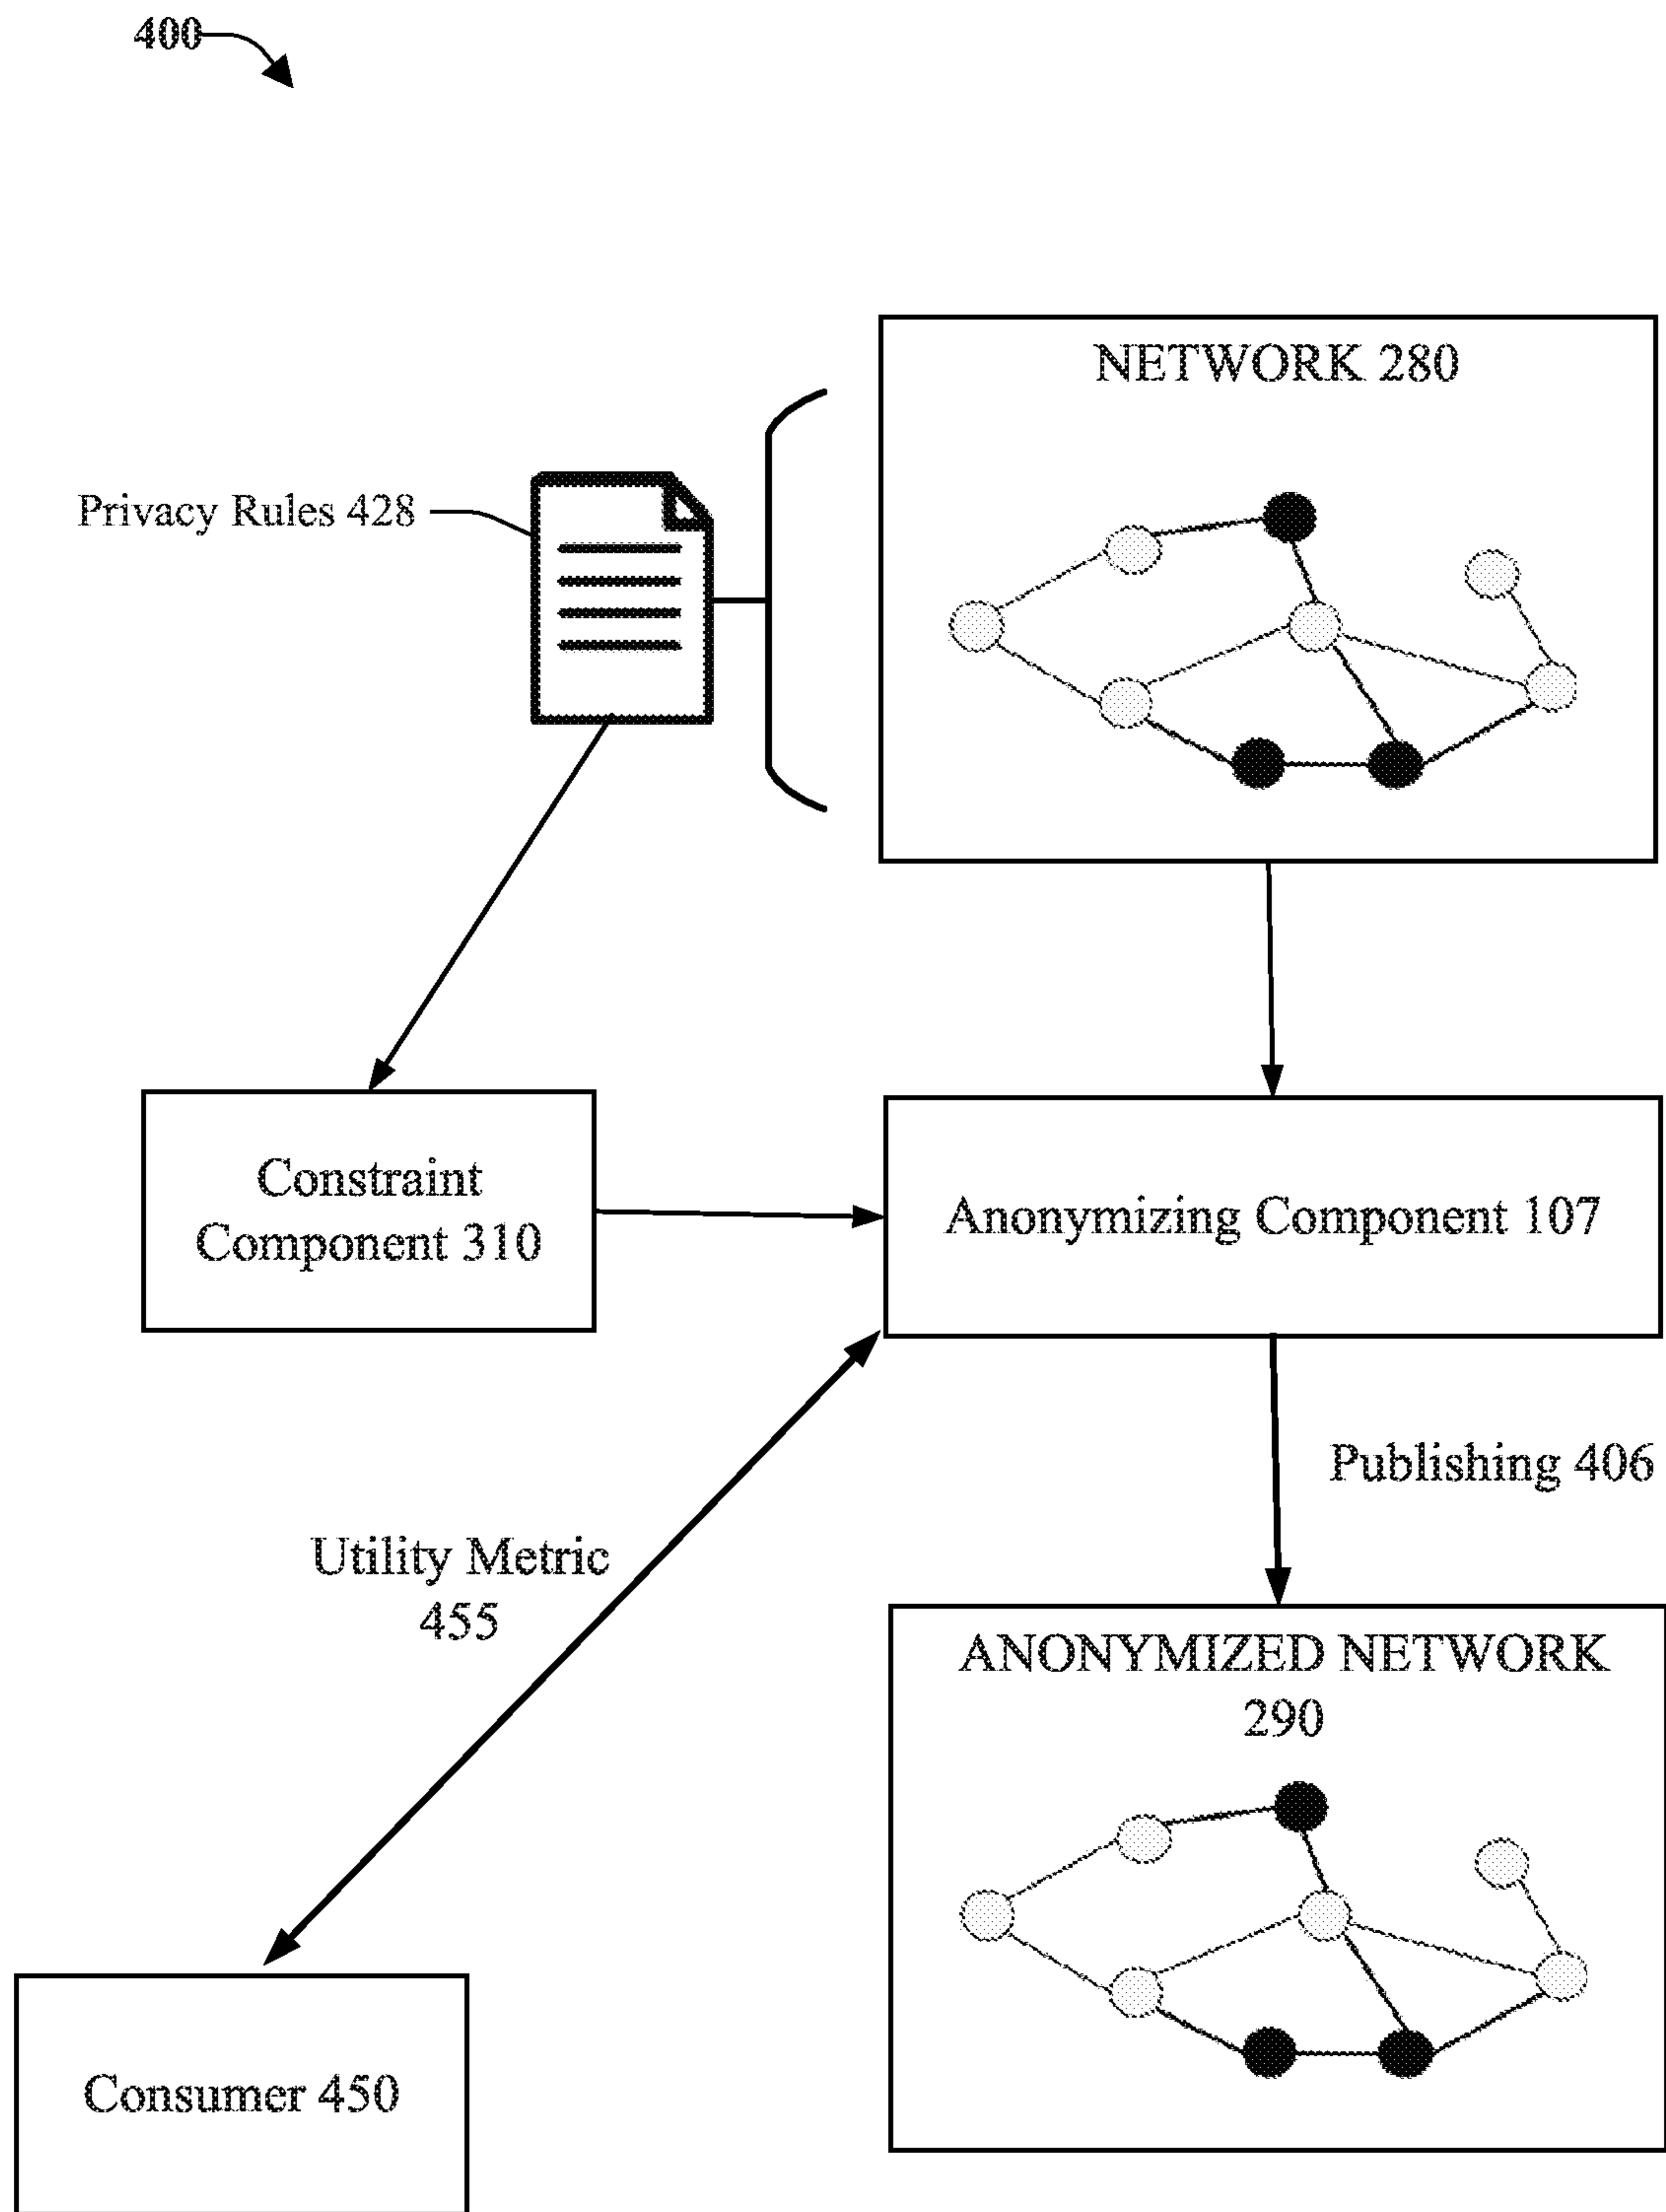 400
NETWORK 280
Privacy Rules 428
Constraint
Component 310
Anonymizing Component 107
Publishing 406
Utility Metric
455
ANONYMIZED NETWORK
290
Consumer 450